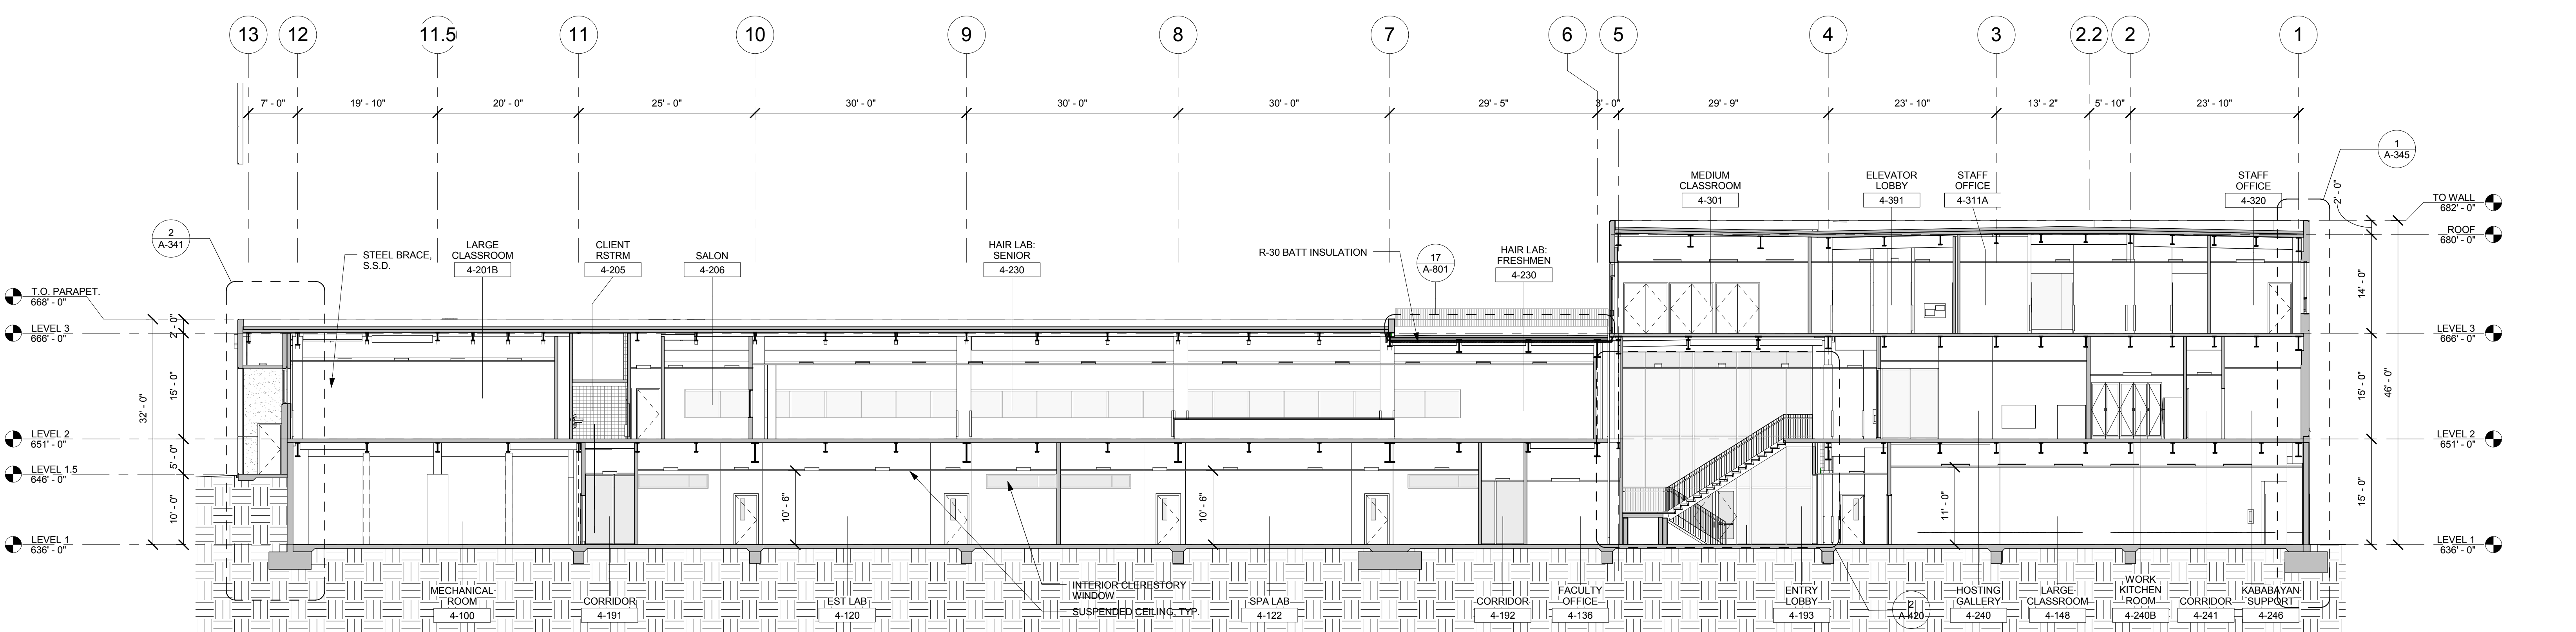 13 12 11.5 11 10 9 8 7 6 5 4 3 2.2 2 1
7' - 0" 19' - 10" 20' - 0" 25' - 0" 30' - 0" 30' - 0" 30' - 0" 29' - 5" 3' - 0" 29' - 9" 23' - 10" 13' - 2" 5' - 10" 23' - 10"
1
A-345
MEDIUM
CLASSROOM
4-301
ELEVATOR
LOBBY
4-391
STAFF
OFFICE
4-311A
STAFF
OFFICE
4-320
2' - 0"
TO WALL
682' - 0"
ROOF
680' - 0"
2
A-341
STEEL BRACE,
S.S.D.
LARGE
CLASSROOM
4-201B
CLIENT
RSTRM
4-205
SALON
4-206
HAIR LAB:
SENIOR
4-230
R-30 BATT INSULATION
17
A-801
HAIR LAB:
FRESHMEN
4-230
T.O. PARAPET.
668' - 0"
LEVEL 3
666' - 0"
LEVEL 2
651' - 0"
LEVEL 1.5
646' - 0"
LEVEL 1
636' - 0"
32' - 0"
2' - 0"
15' - 0"
5' - 0"
10' - 0"
10' - 6"
10' - 6"
11' - 0"
14' - 0"
15' - 0"
15' - 0"
46' - 0"
LEVEL 3
666' - 0"
LEVEL 2
651' - 0"
LEVEL 1
636' - 0"
MECHANICAL
ROOM
4-100
CORRIDOR
4-191
EST LAB
4-120
INTERIOR CLERESTORY
WINDOW
SUSPENDED CEILING, TYP.
SPA LAB
4-122
CORRIDOR
4-192
FACULTY
OFFICE
4-136
ENTRY
LOBBY
4-193
2
A-420
HOSTING
GALLERY
4-240
LARGE
CLASSROOM
4-148
WORK
KITCHEN
ROOM
4-240B
CORRIDOR
4-241
KABABAYAN
SUPPORT
4-246